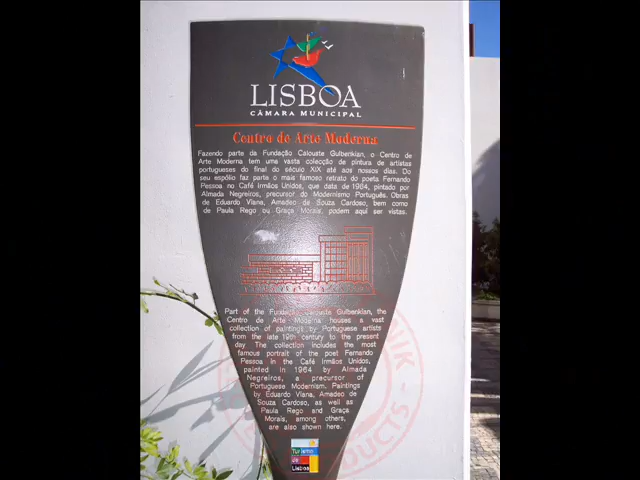 LISBOA
CÂMARA MUNICIPAL
Centro de Arte Moderna
Fazendo parte da Fundação Calouste Gulbenkian, o Centro de
Arte Moderna tem uma vasta colecção de pintura de artistas
portugueses do final do século XIX até aos nossos dias. Do
seu espólio faz parte o mais famoso retrato do poeta Fernando
Pessoa no Café Irmãos Unidos, que data de 1964, pintado por
Almada Negreiros, precursor do Modernismo Português. Obras
de Eduardo Viana, Amadeo de Souza Cardoso, bem como
de Paula Rego ou Graça Morais, podem aqui ser vistas.
Part of the Fundação Calouste Gulbenkian, the
Centro de Arte Moderna houses a vast
collection of paintings by Portuguese artists
from the late 19th century to the present
day. The collection includes the most
famous portrait of the poet Fernando
Pessoa in the Café Irmãos Unidos,
painted in 1964 by Almada
Negreiros, a precursor of
Portuguese Modernism. Paintings
by Eduardo Viana, Amadeo de
Souza Cardoso, as well as
Paula Rego and Graça
Morais, among others,
are also shown here.
Turismo
de
Lisboa